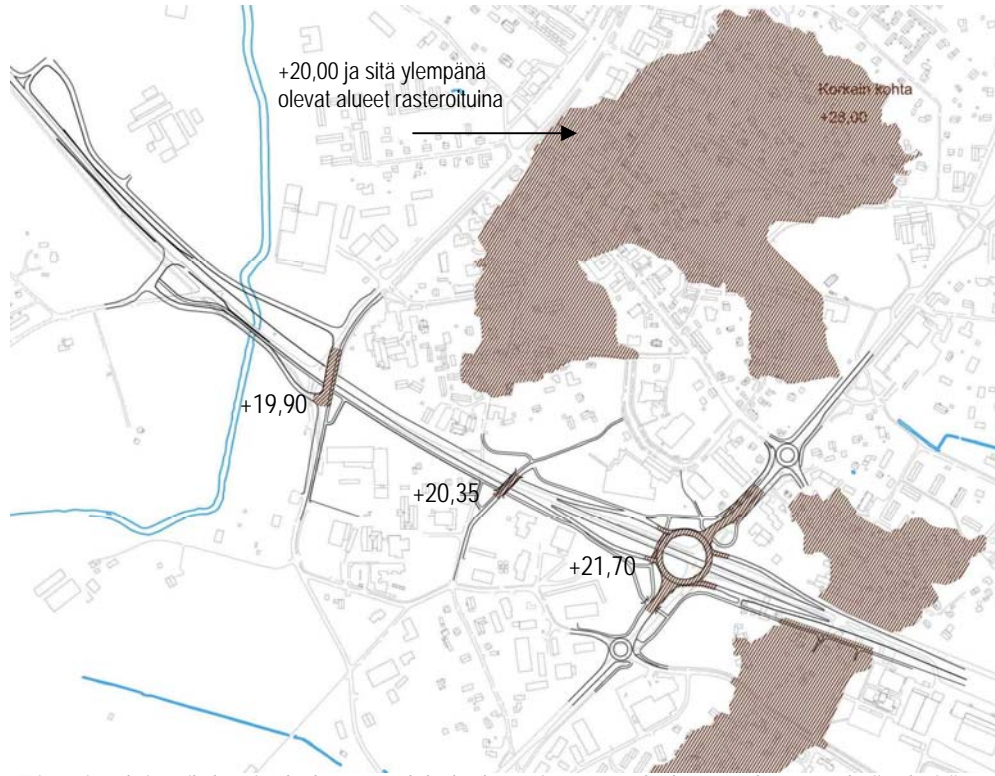 +20,00 ja sitä ylempänä
olevat alueet rasteroituina
Korkein kohta
+28,00
+19,90
+20,35
+21,70